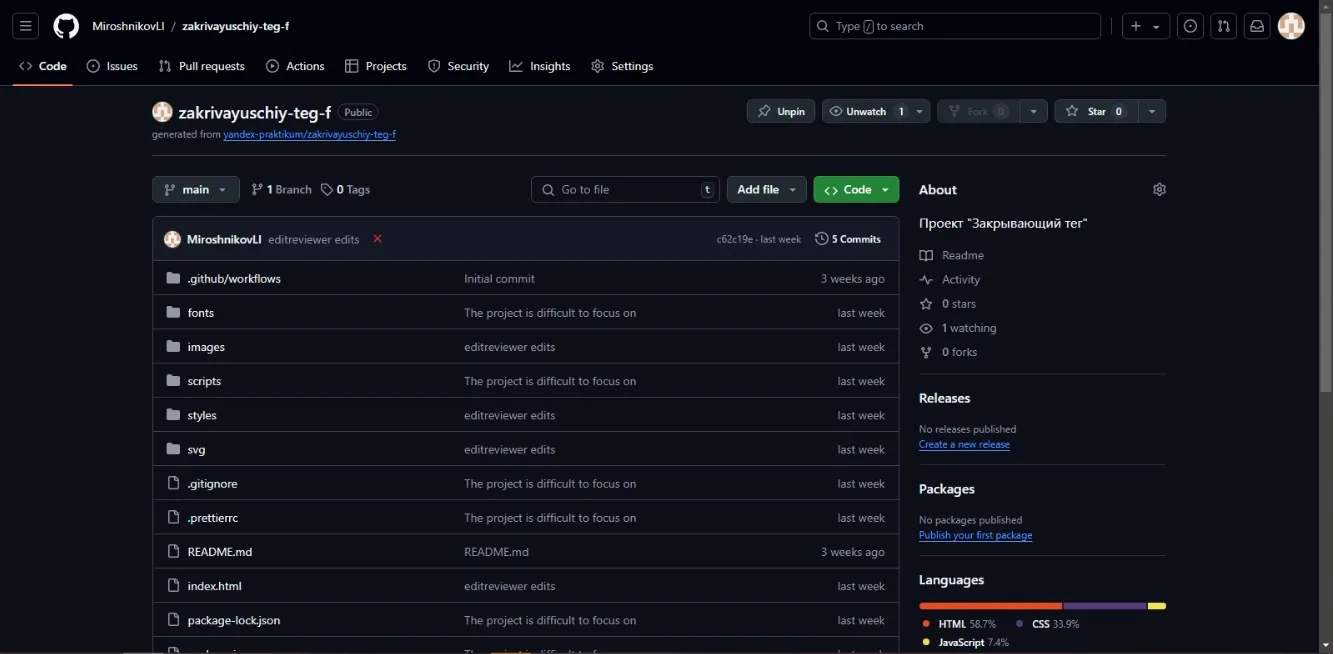 MiroshnikovLI / zakrivayuschiy-teg-f
Type / to search
Code Issues Pull requests Actions Projects Security Insights Settings
zakrivayuschiy-teg-f Public
Unpin Unwatch 1 Fork 0 Star 0
generated from yandex-praktikum/zakrivayuschiy-teg-f
main 1 Branch 0 Tags Go to file t Add file Code
MiroshnikovLI editreviewer edits c62c19e · last week 5 Commits
.github/workflows Initial commit 3 weeks ago
fonts The project is difficult to focus on last week
images editreviewer edits last week
scripts The project is difficult to focus on last week
styles editreviewer edits last week
svg editreviewer edits last week
.gitignore The project is difficult to focus on last week
.prettierrc The project is difficult to focus on last week
README.md README.md 3 weeks ago
index.html editreviewer edits last week
package-lock.json The project is difficult to focus on last week
About
Проект "Закрывающий тег"
Readme
Activity
0 stars
1 watching
0 forks
Releases
No releases published
Create a new release
Packages
No packages published
Publish your first package
Languages
HTML 58.7% CSS 33.9%
JavaScript 7.4%